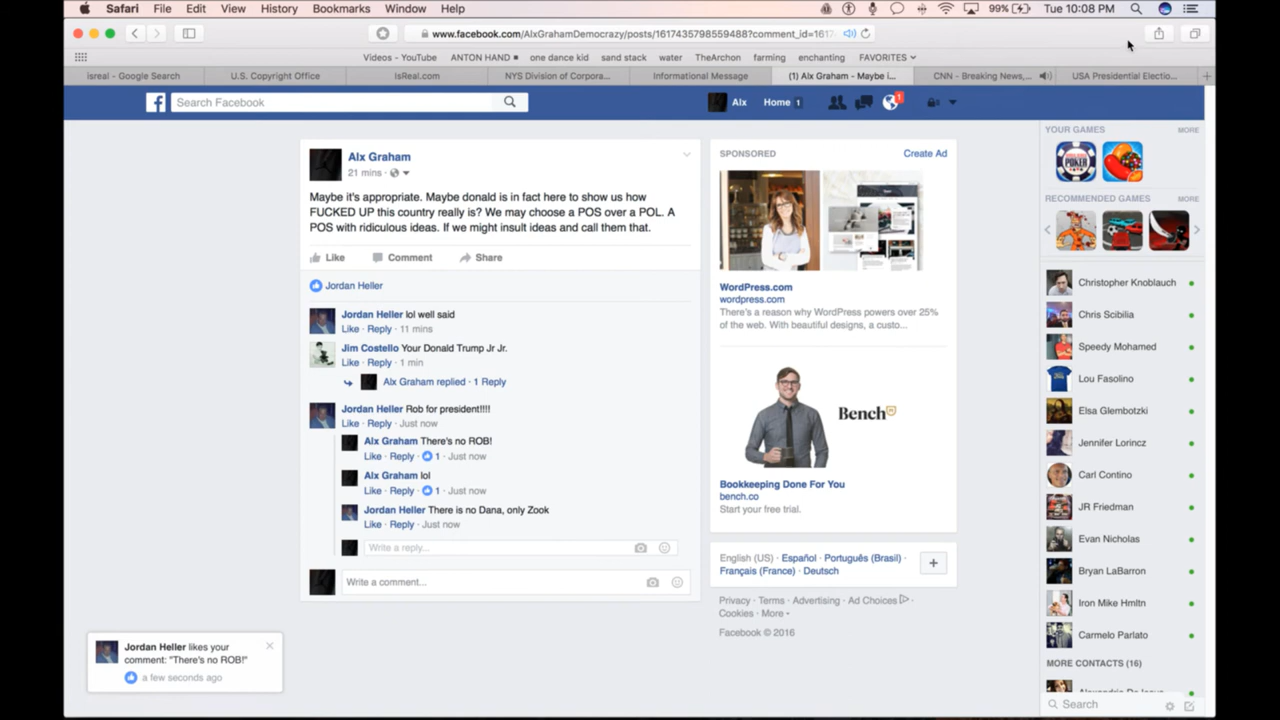 Safari File Edit View History Bookmarks Window Help 99% Tue 10:08 PM
www.facebook.com/AlxGrahamDemocrazy/posts/1617435798559488?comment_id=1617
Videos - YouTube ANTON HAND one dance kid sand stack water TheArchon farming enchanting FAVORITES
isreal - Google Search U.S. Copyright Office IsReal.com NYS Division of Corpora... Informational Message (1) Alx Graham - Maybe i... CNN - Breaking News,... USA Presidential Electio...
Search Facebook Alx Home 1 1
Alx Graham
21 mins ·
Maybe it's appropriate. Maybe donald is in fact here to show us how
FUCKED UP this country really is? We may choose a POS over a POL. A
POS with ridiculous ideas. If we might insult ideas and call them that.
Like Comment Share
Jordan Heller
Jordan Heller lol well said
Like · Reply · 11 mins
Jim Costello Your Donald Trump Jr Jr.
Like · Reply · 1 min
Alx Graham replied · 1 Reply
Jordan Heller Rob for president!!!!
Like · Reply · Just now
Alx Graham There's no ROB!
Like · Reply · 1 · Just now
Alx Graham lol
Like · Reply · 1 · Just now
Jordan Heller There is no Dana, only Zook
Like · Reply · Just now
Write a reply...
Write a comment...
Jordan Heller likes your
comment: "There's no ROB!"
a few seconds ago
SPONSORED Create Ad
WordPress.com
wordpress.com
There's a reason why WordPress powers over 25%
of the web. With beautiful designs, a custo...
Bench
Bookkeeping Done For You
bench.co
Start your free trial.
English (US) · Español · Português (Brasil) ·
Français (France) · Deutsch
Privacy · Terms · Advertising · Ad Choices ·
Cookies · More
Facebook © 2016
YOUR GAMES MORE
POKER
RECOMMENDED GAMES MORE
Christopher Knoblauch
Chris Scibilia
Speedy Mohamed
Lou Fasolino
Elsa Glembotzki
Jennifer Lorincz
Carl Contino
JR Friedman
Evan Nicholas
Bryan LaBarron
Iron Mike Hmltn
Carmelo Parlato
MORE CONTACTS (16)
Search